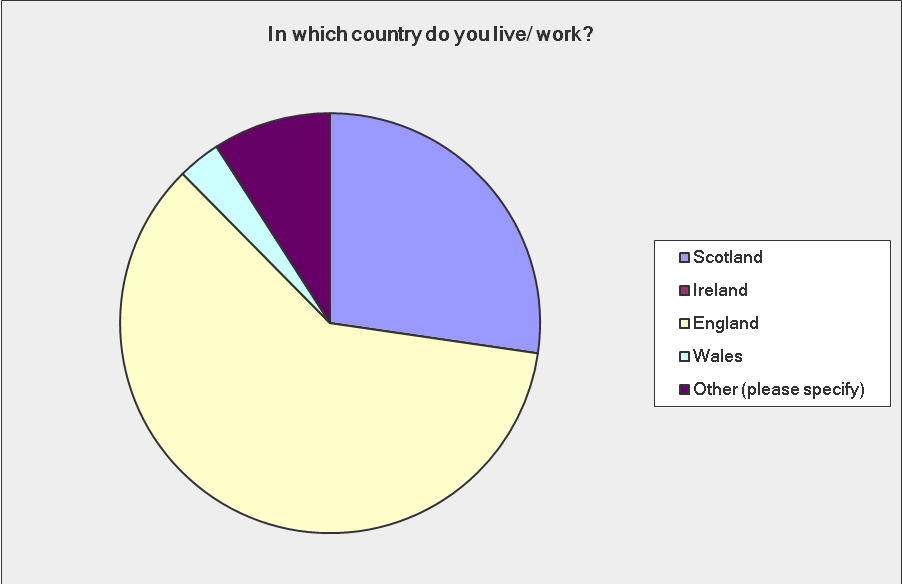 In which country do you live/ work?
Scotland
Ireland
England
Wales
Other (please specify)